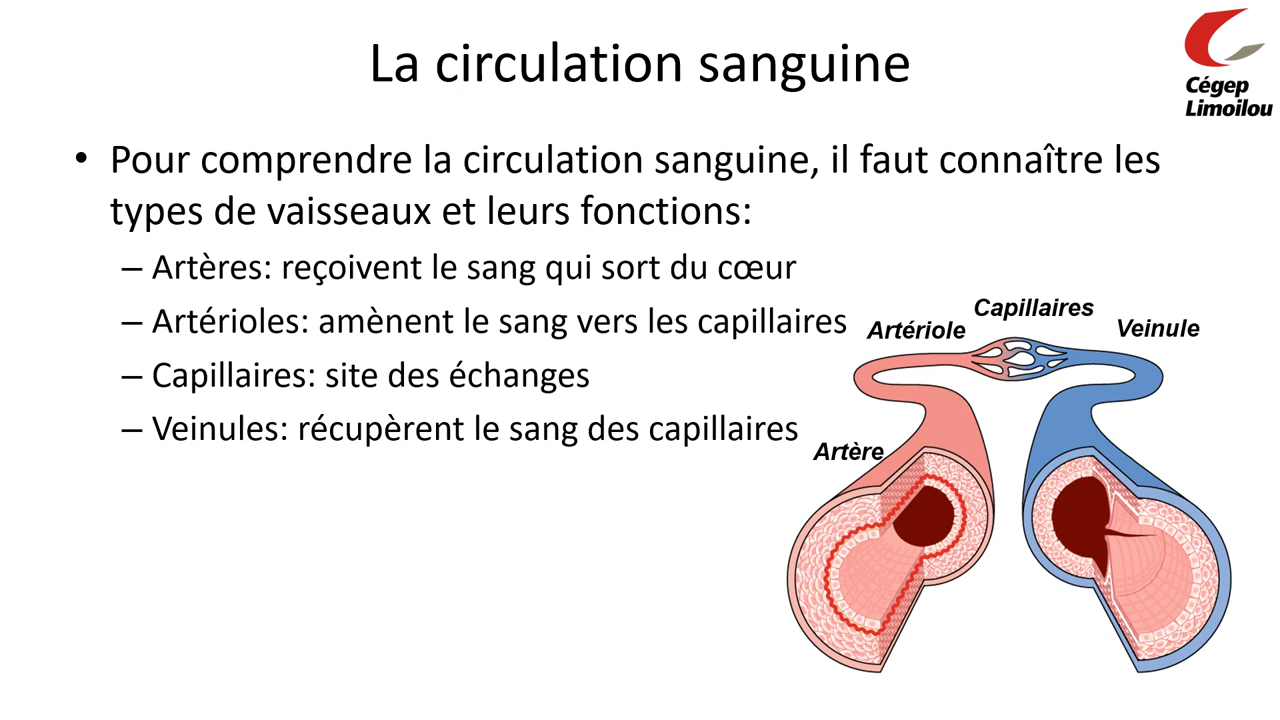 La circulation sanguine
Cégep
Limoilou
• Pour comprendre la circulation sanguine, il faut connaître les
types de vaisseaux et leurs fonctions:
– Artères: reçoivent le sang qui sort du cœur
– Artérioles: amènent le sang vers les capillaires
– Capillaires: site des échanges
– Veinules: récupèrent le sang des capillaires
Capillaires
Artériole
Veinule
Artère